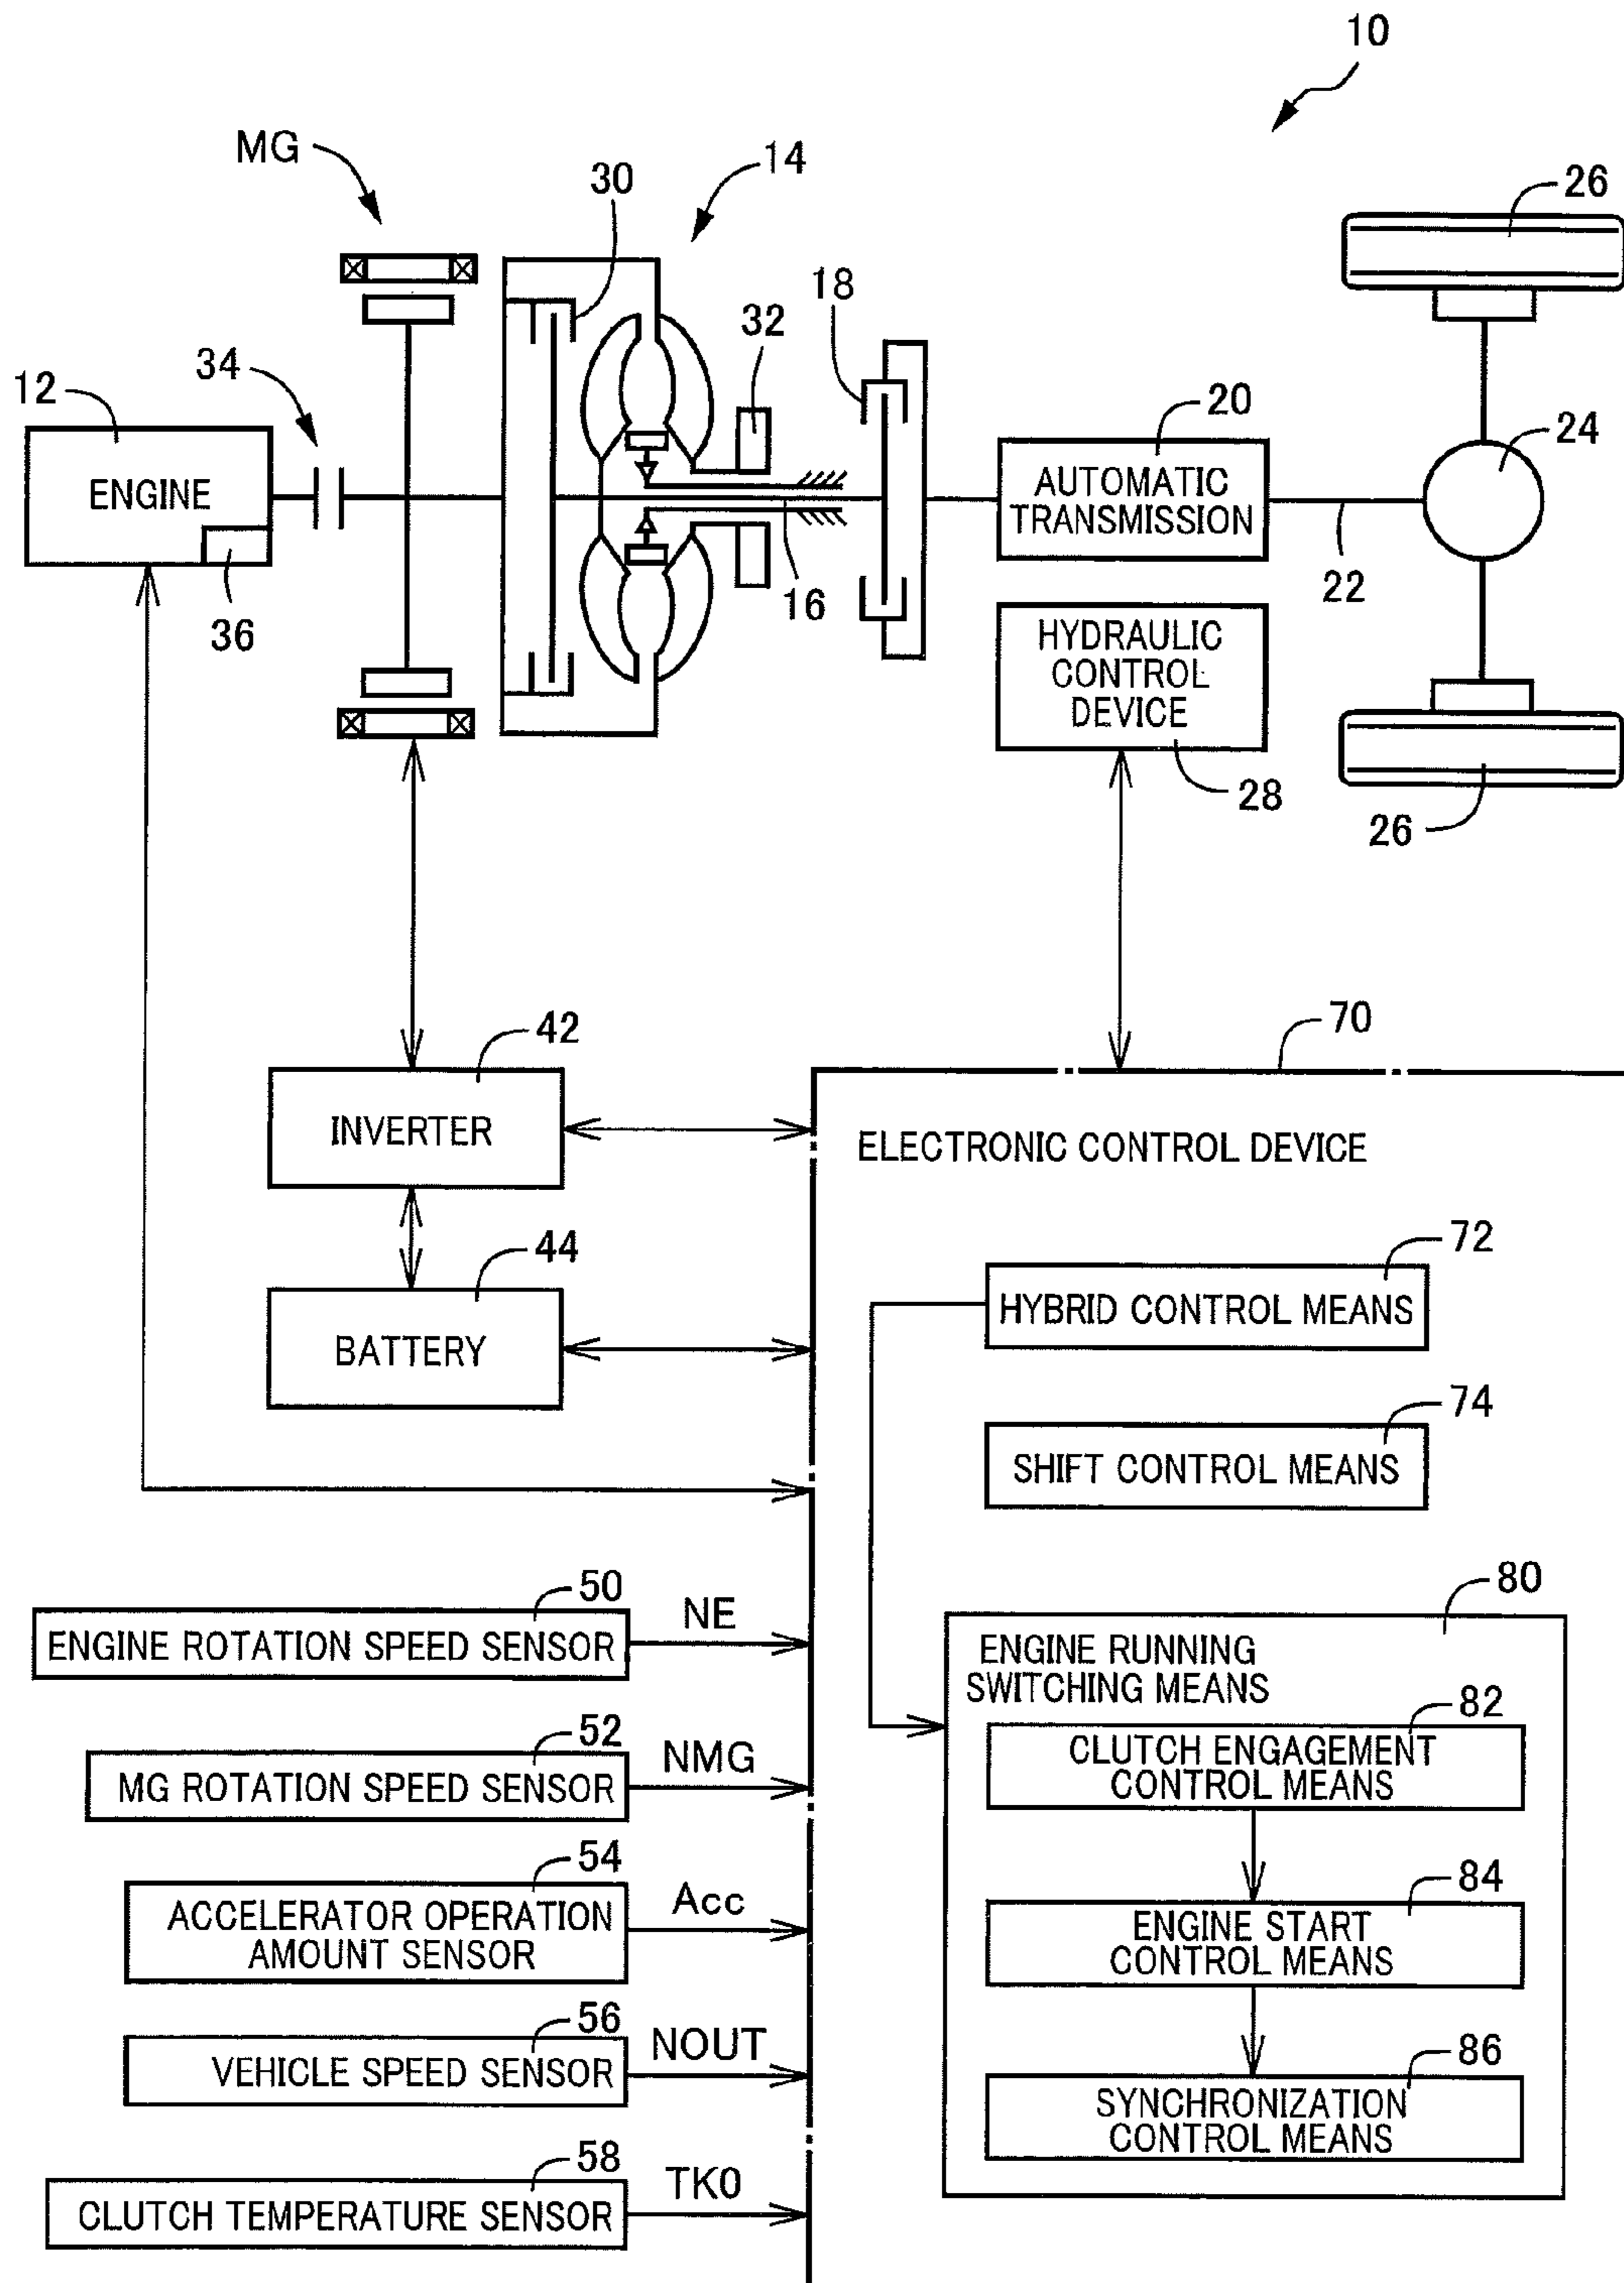 10
MG
14
30
26
18
32
34
12
20
24
ENGINE
AUTOMATIC
TRANSMISSION
16
22
36
HYDRAULIC
CONTROL
DEVICE
28
26
42
70
INVERTER
ELECTRONIC CONTROL DEVICE
44
72
BATTERY
HYBRID CONTROL MEANS
74
SHIFT CONTROL MEANS
50
NE
80
ENGINE ROTATION SPEED SENSOR
ENGINE RUNNING
SWITCHING MEANS
52
NMG
82
MG ROTATION SPEED SENSOR
CLUTCH ENGAGEMENT
CONTROL MEANS
54
Acc
84
ACCELERATOR OPERATION
AMOUNT SENSOR
ENGINE START
CONTROL MEANS
56
NOUT
86
VEHICLE SPEED SENSOR
SYNCHRONIZATION
CONTROL MEANS
58
TK0
CLUTCH TEMPERATURE SENSOR